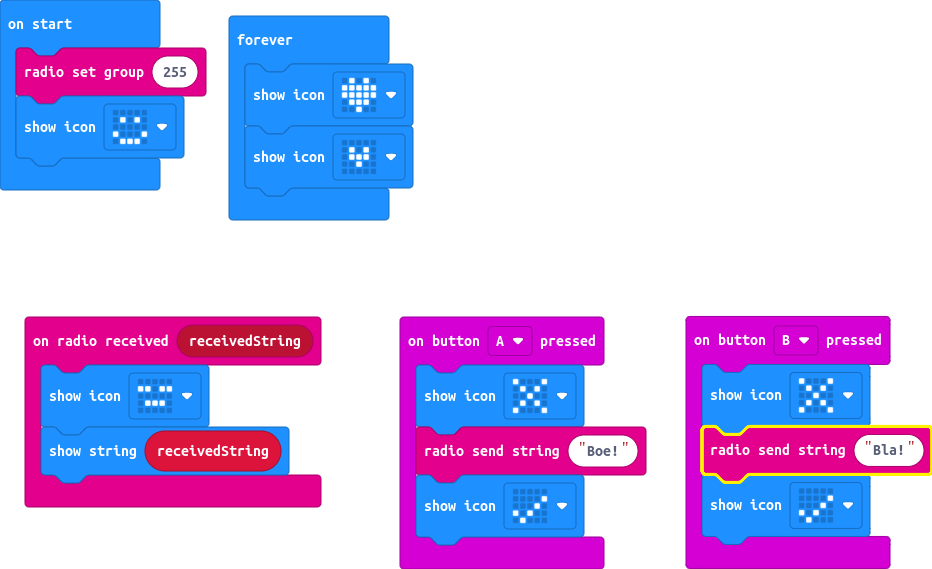 on start
radio set group 255
show icon
forever
show icon
show icon
on radio received receivedString
show icon
show string receivedString
on button A pressed
show icon
radio send string "Boe!"
show icon
on button B pressed
show icon
radio send string "Bla!"
show icon